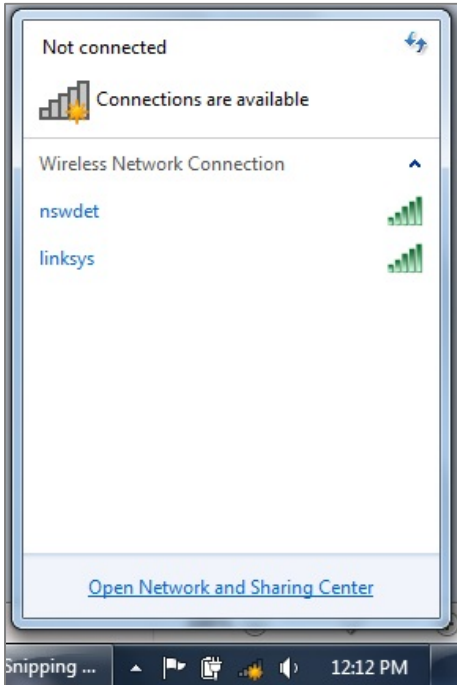 Not connected
Connections are available
Wireless Network Connection
nswdet
linksys
Open Network and Sharing Center
Snipping ...
12:12 PM